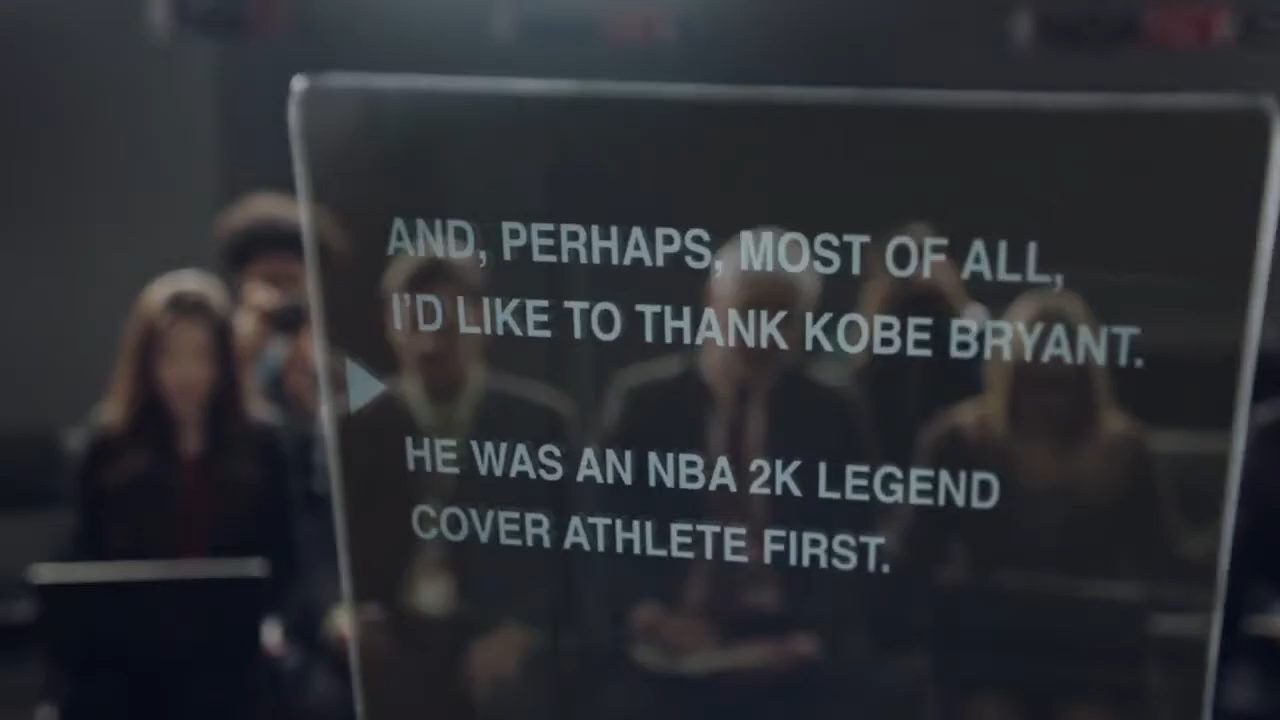 AND, PERHAPS, MOST OF ALL,
I'D LIKE TO THANK KOBE BRYANT.
HE WAS AN NBA 2K LEGEND
COVER ATHLETE FIRST.